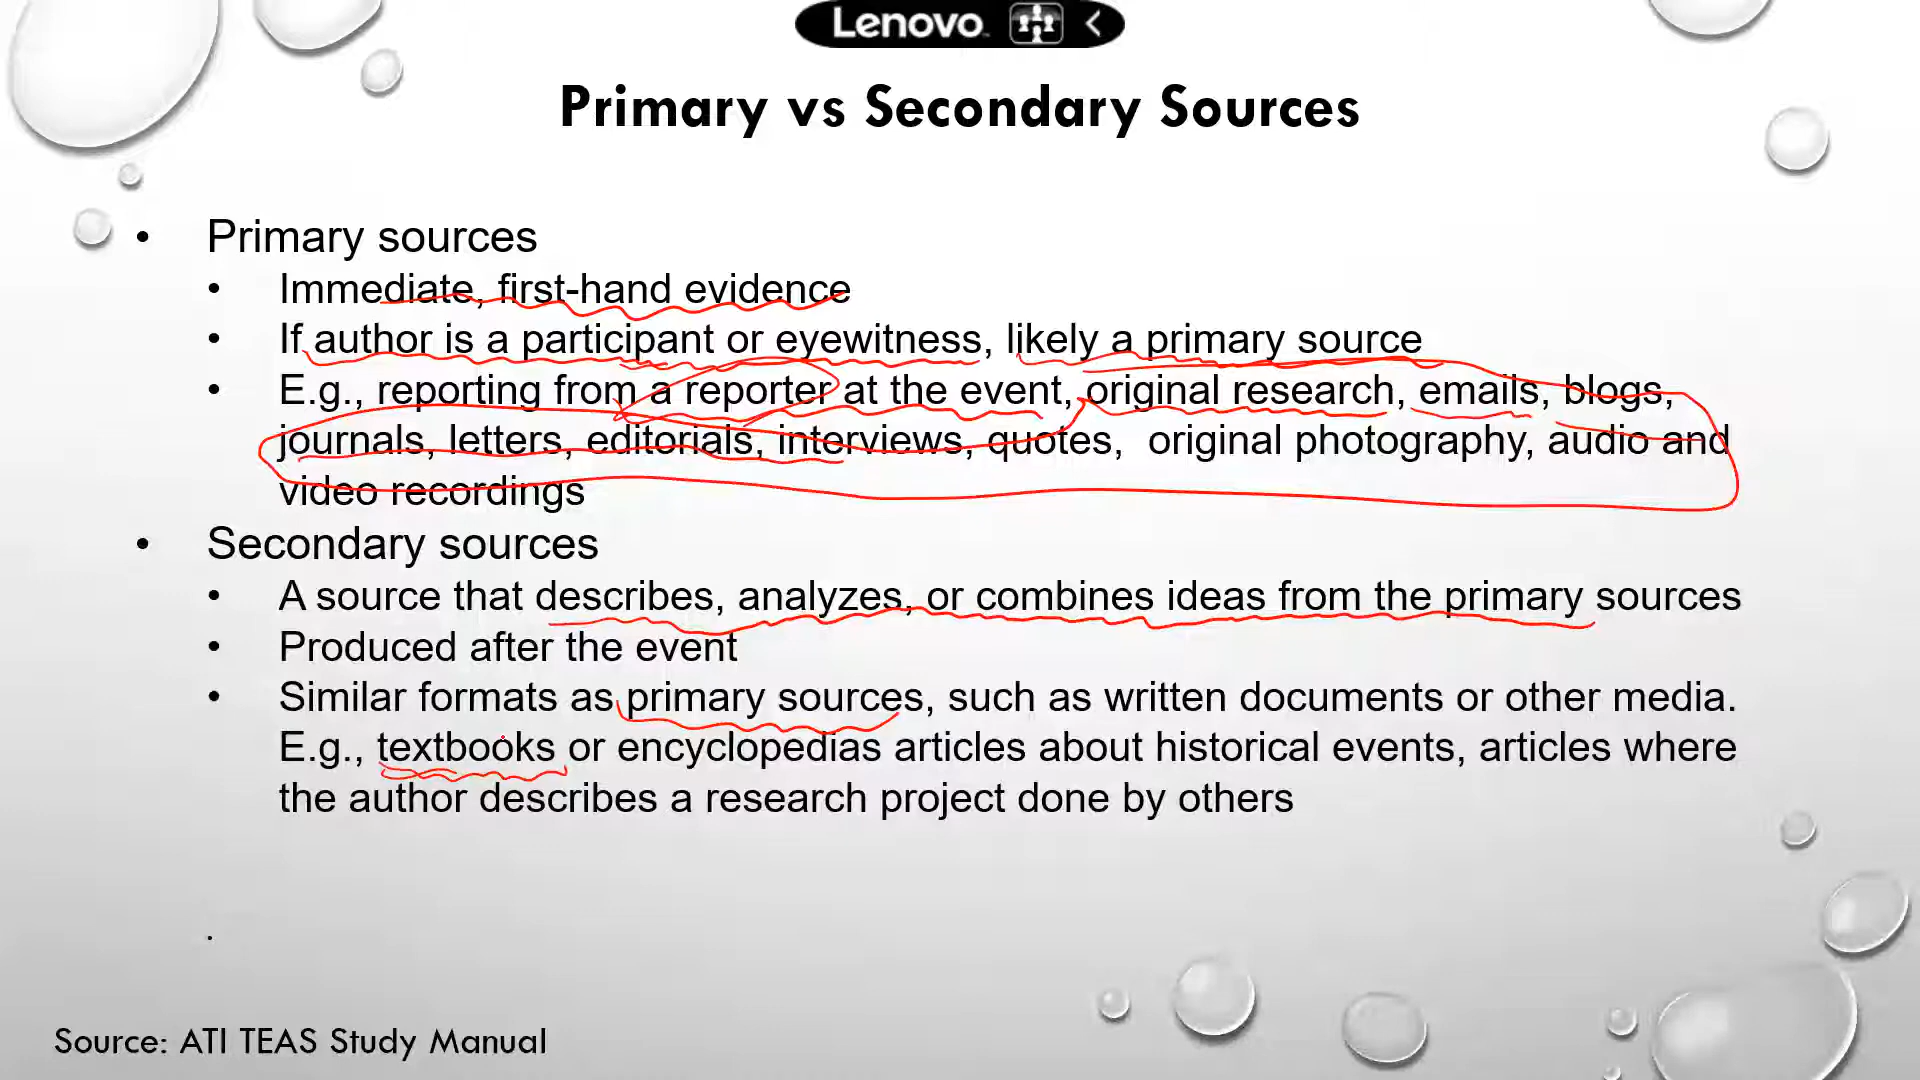 Lenovo
Primary vs Secondary Sources
• Primary sources
• Immediate, first-hand evidence
• If author is a participant or eyewitness, likely a primary source
• E.g., reporting from a reporter at the event, original research, emails, blogs,
journals, letters, editorials, interviews, quotes, original photography, audio and
video recordings
• Secondary sources
• A source that describes, analyzes, or combines ideas from the primary sources
• Produced after the event
• Similar formats as primary sources, such as written documents or other media.
E.g., textbooks or encyclopedias articles about historical events, articles where
the author describes a research project done by others
.
Source: ATI TEAS Study Manual